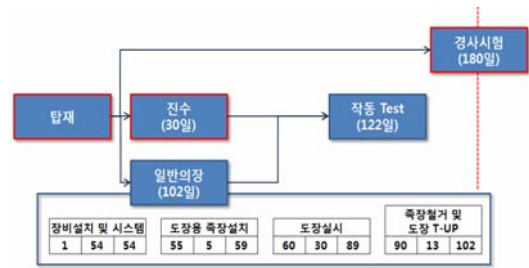 경사시험
(180일)
탑재
진수
(30일)
작동 Test
(122일)
일반의장
(102일)
장비설치 및 시스템
1 54 54
도장용 족장설치
55 5 59
도장실시
60 30 89
족장철거 및
도장 T-UP
90 13 102